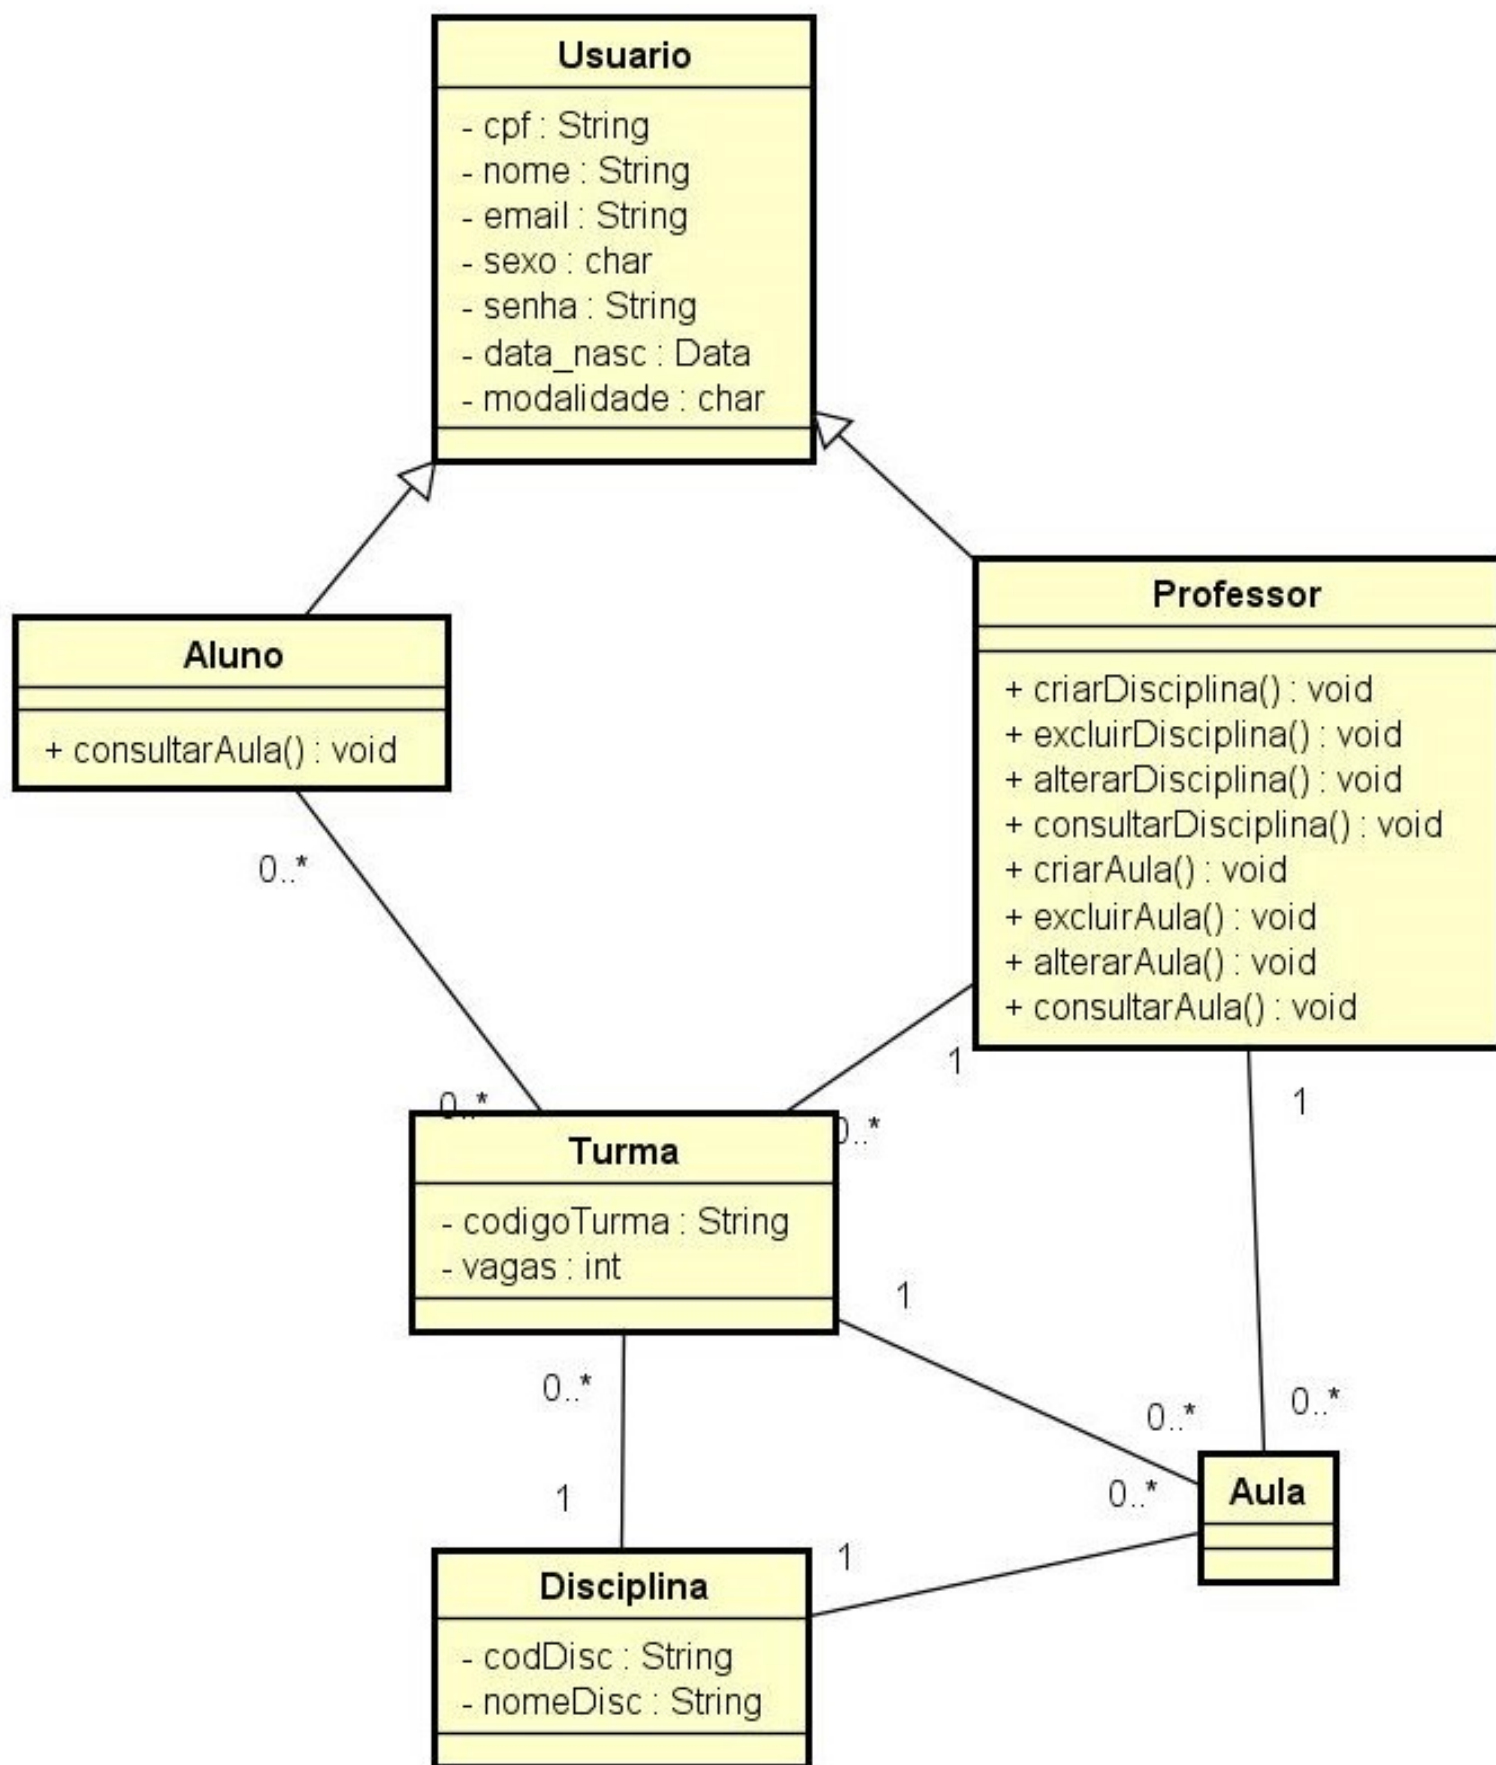 Usuario
- cpf : String
- nome : String
- email : String
- sexo : char
- senha : String
- data_nasc : Data
- modalidade : char
Aluno
+ consultarAula() : void
Professor
+ criarDisciplina() : void
+ excluirDisciplina() : void
+ alterarDisciplina() : void
+ consultarDisciplina() : void
+ criarAula() : void
+ excluirAula() : void
+ alterarAula() : void
+ consultarAula() : void
0..*
0..*
1
0..*
1
Turma
- codigoTurma : String
- vagas : int
1
0..*
0..*
0..*
0..*
1
1
Aula
Disciplina
- codDisc : String
- nomeDisc : String